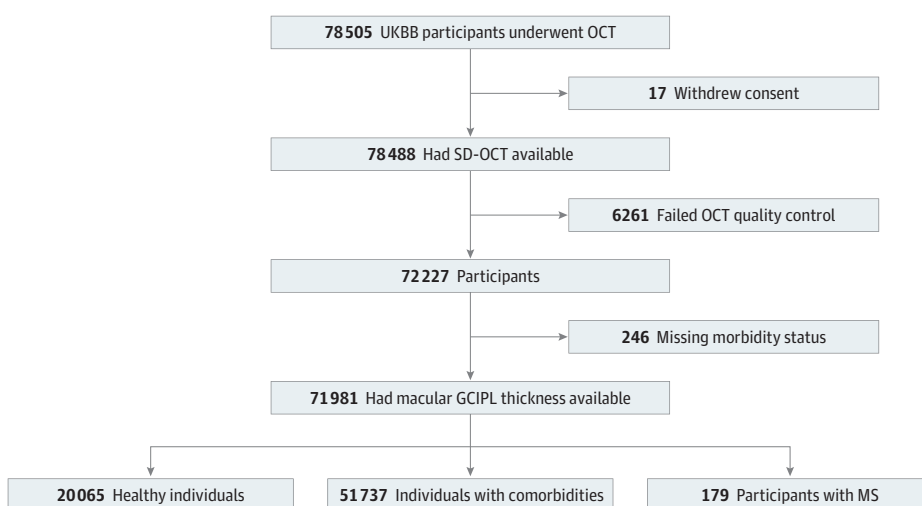 78505 UKBB participants underwent OCT
17 Withdrew consent
78488 Had SD-OCT available
6261 Failed OCT quality control
72227 Participants
246 Missing morbidity status
71981 Had macular GCIPL thickness available
20065 Healthy individuals
51737 Individuals with comorbidities
179 Participants with MS